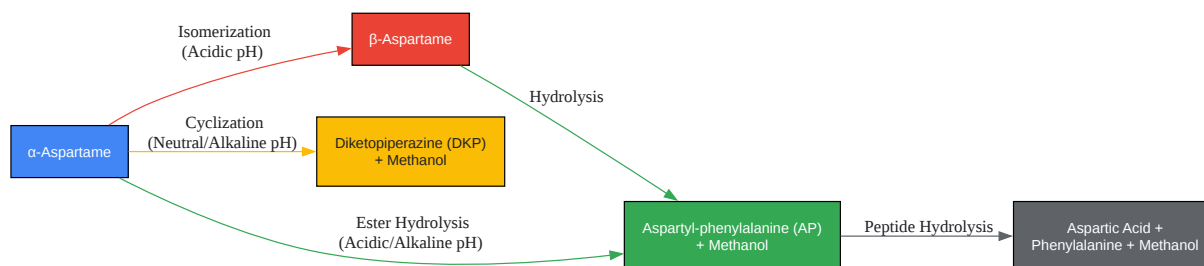 Isomerization
(Acidic pH)
β-Aspartame
Hydrolysis
Cyclization
(Neutral/Alkaline pH)
α-Aspartame
Diketopiperazine (DKP)
+ Methanol
Ester Hydrolysis
(Acidic/Alkaline pH)
Aspartyl-phenylalanine (AP)
+ Methanol
Peptide Hydrolysis
Aspartic Acid +
Phenylalanine + Methanol